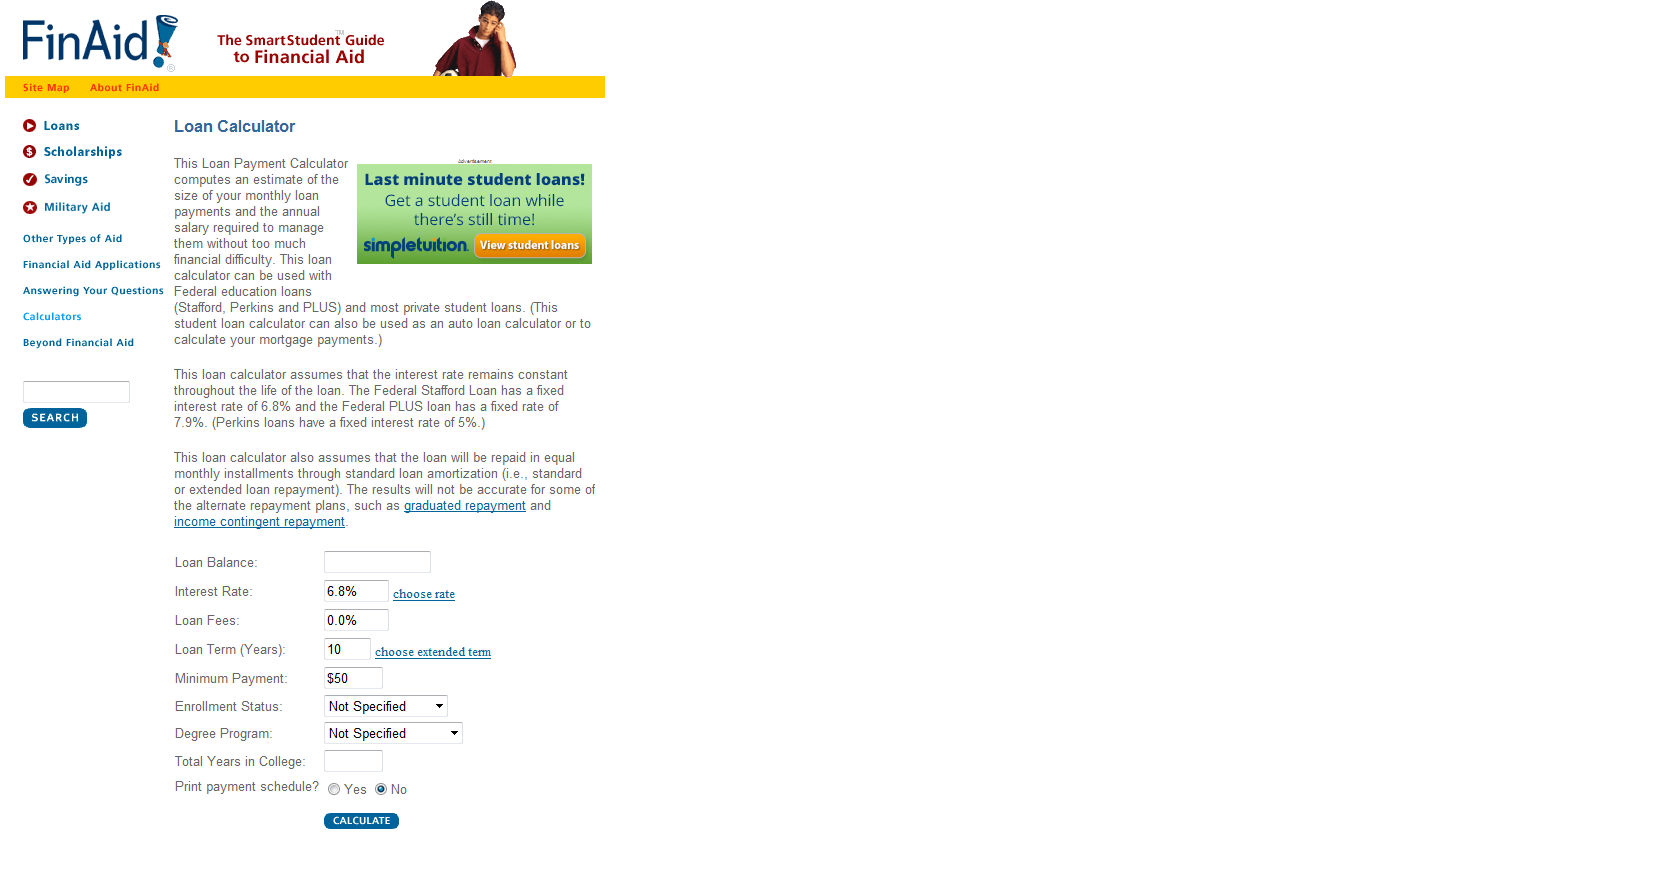 FinAid!
®
The SmartStudent™ Guide
to Financial Aid
Site Map About FinAid
Loans
Scholarships
Savings
Military Aid
Other Types of Aid
Financial Aid Applications
Answering Your Questions
Calculators
Beyond Financial Aid
SEARCH
Loan Calculator
Advertisement
Last minute student loans!
Get a student loan while
there's still time!
simpletuition. View student loans
This Loan Payment Calculator
computes an estimate of the
size of your monthly loan
payments and the annual
salary required to manage
them without too much
financial difficulty. This loan
calculator can be used with
Federal education loans
(Stafford, Perkins and PLUS) and most private student loans. (This
student loan calculator can also be used as an auto loan calculator or to
calculate your mortgage payments.)
This loan calculator assumes that the interest rate remains constant
throughout the life of the loan. The Federal Stafford Loan has a fixed
interest rate of 6.8% and the Federal PLUS loan has a fixed rate of
7.9%. (Perkins loans have a fixed interest rate of 5%.)
This loan calculator also assumes that the loan will be repaid in equal
monthly installments through standard loan amortization (i.e., standard
or extended loan repayment). The results will not be accurate for some of
the alternate repayment plans, such as graduated repayment and
income contingent repayment.
Loan Balance:
Interest Rate: 6.8% choose rate
Loan Fees: 0.0%
Loan Term (Years): 10 choose extended term
Minimum Payment: $50
Enrollment Status: Not Specified
Degree Program: Not Specified
Total Years in College:
Print payment schedule? Yes No
CALCULATE